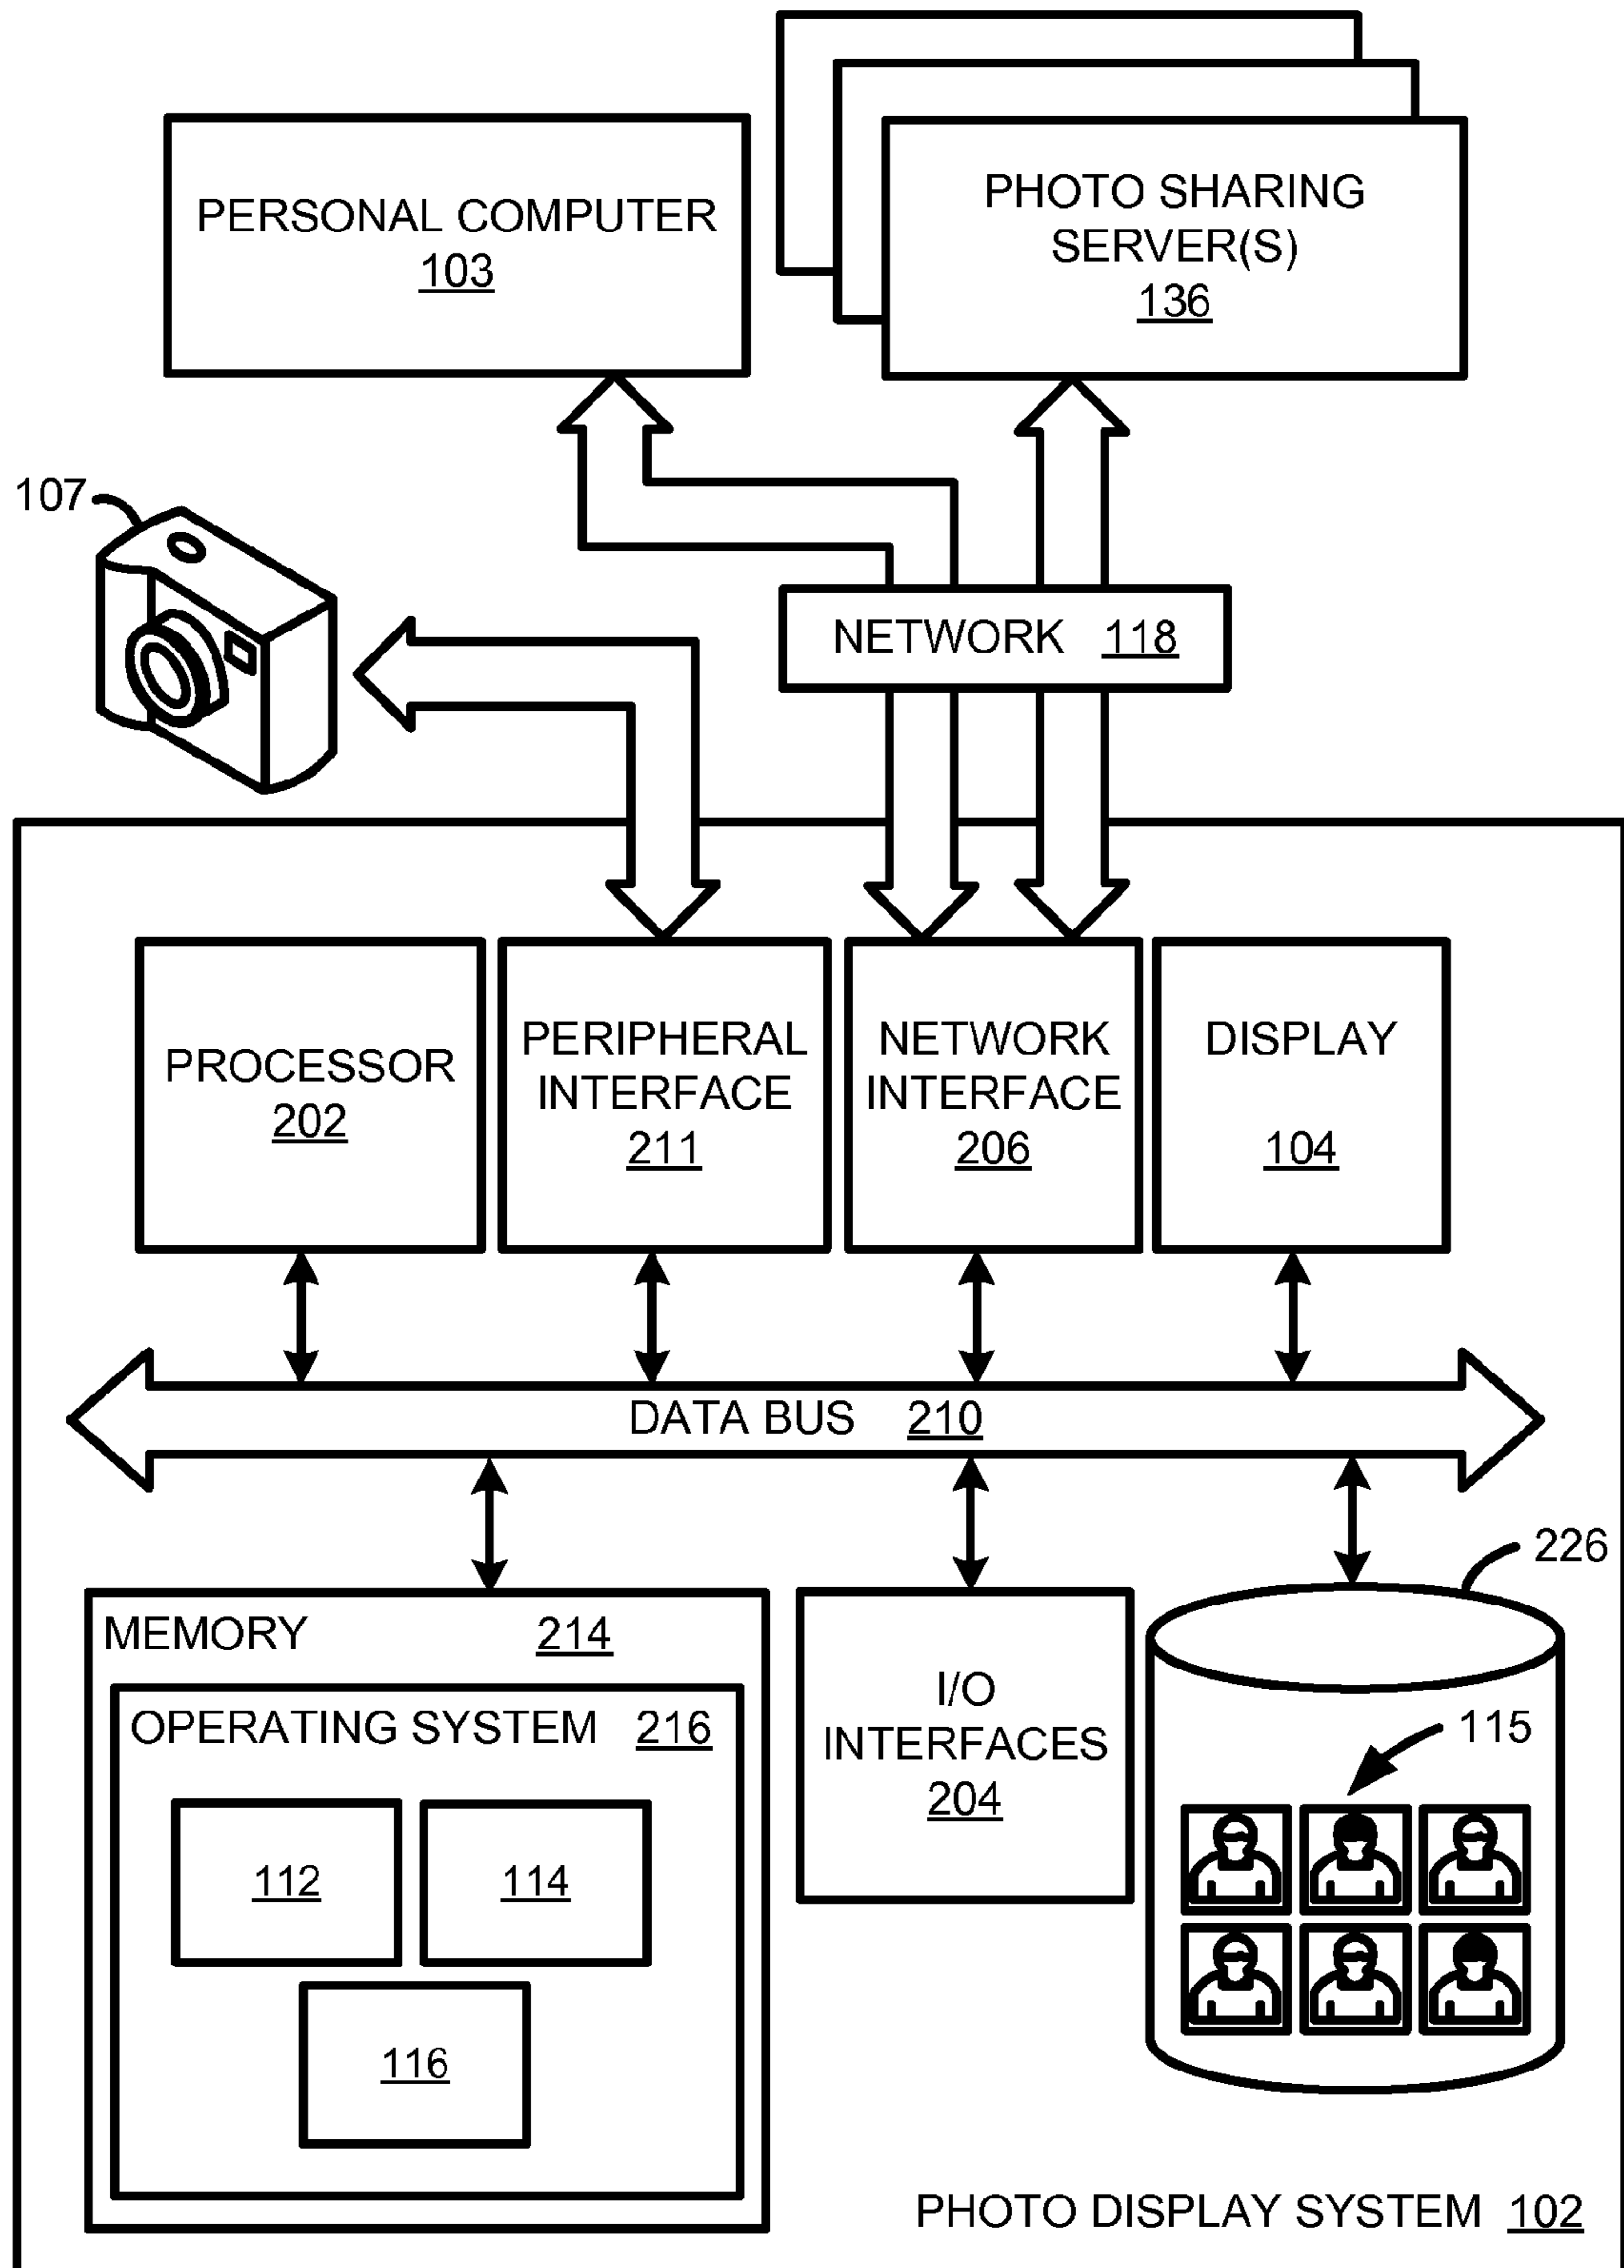 PERSONAL COMPUTER
103
PHOTO SHARING
SERVER(S)
136
107
NETWORK 118
PROCESSOR
202
PERIPHERAL
INTERFACE
211
NETWORK
INTERFACE
206
DISPLAY
104
DATA BUS 210
226
MEMORY 214
OPERATING SYSTEM 216
112
114
116
I/O
INTERFACES
204
115
PHOTO DISPLAY SYSTEM 102